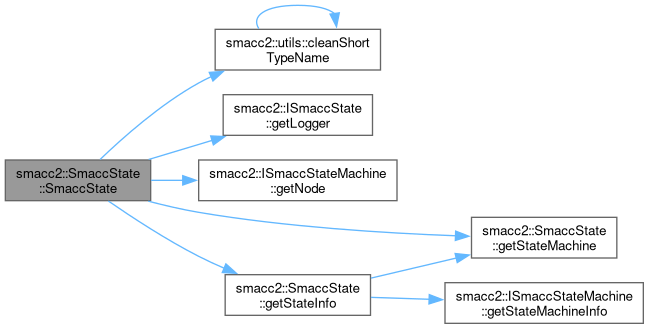 smacc2::utils::cleanShort
TypeName
smacc2::ISmaccState
::getLogger
smacc2::SmaccState
::SmaccState
smacc2::ISmaccStateMachine
::getNode
smacc2::SmaccState
::getStateMachine
smacc2::SmaccState
::getStateInfo
smacc2::ISmaccStateMachine
::getStateMachineInfo